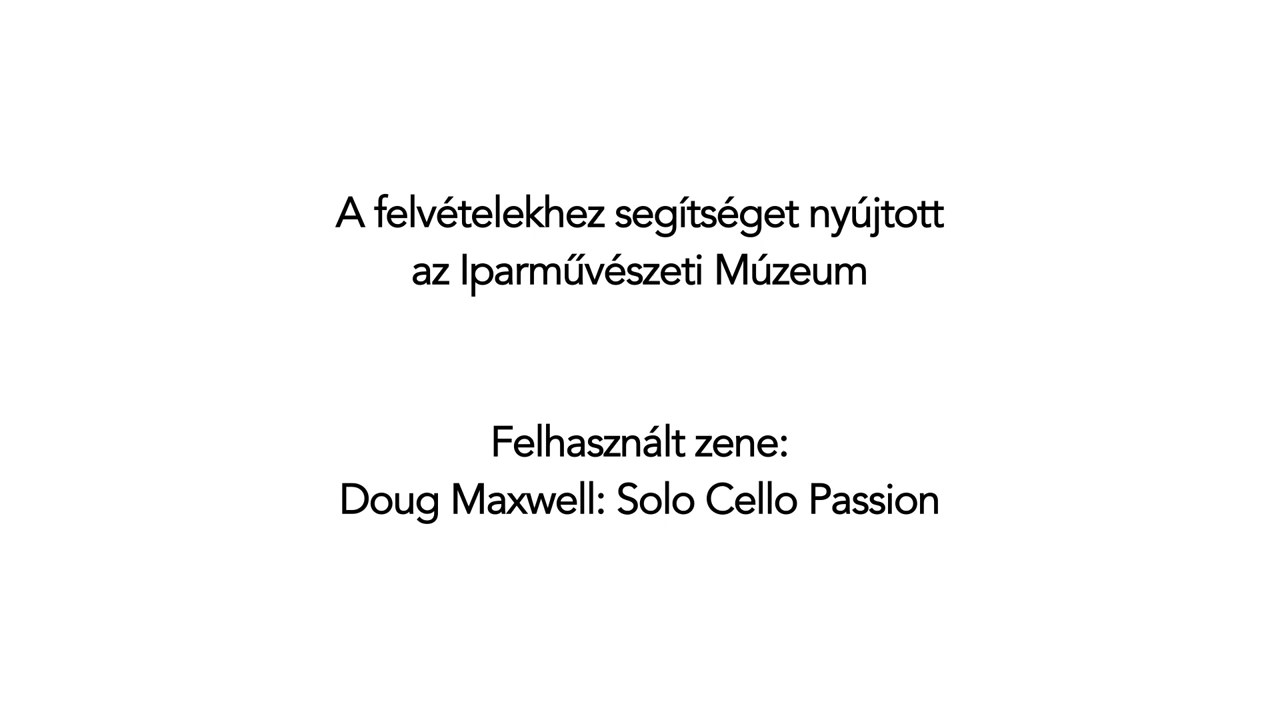 A felvételekhez segítséget nyújtott
az Iparművészeti Múzeum
Felhasznált zene:
Doug Maxwell: Solo Cello Passion